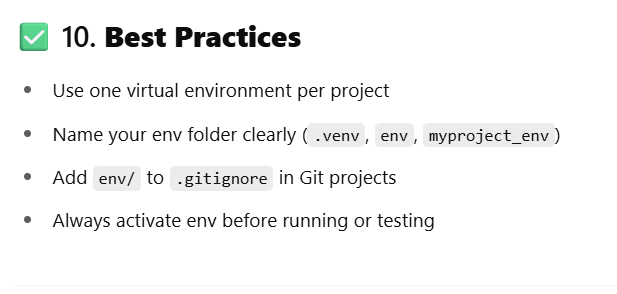 ✅ 10. Best Practices
• Use one virtual environment per project
• Name your env folder clearly (.venv, env, myproject_env)
• Add env/ to .gitignore in Git projects
• Always activate env before running or testing